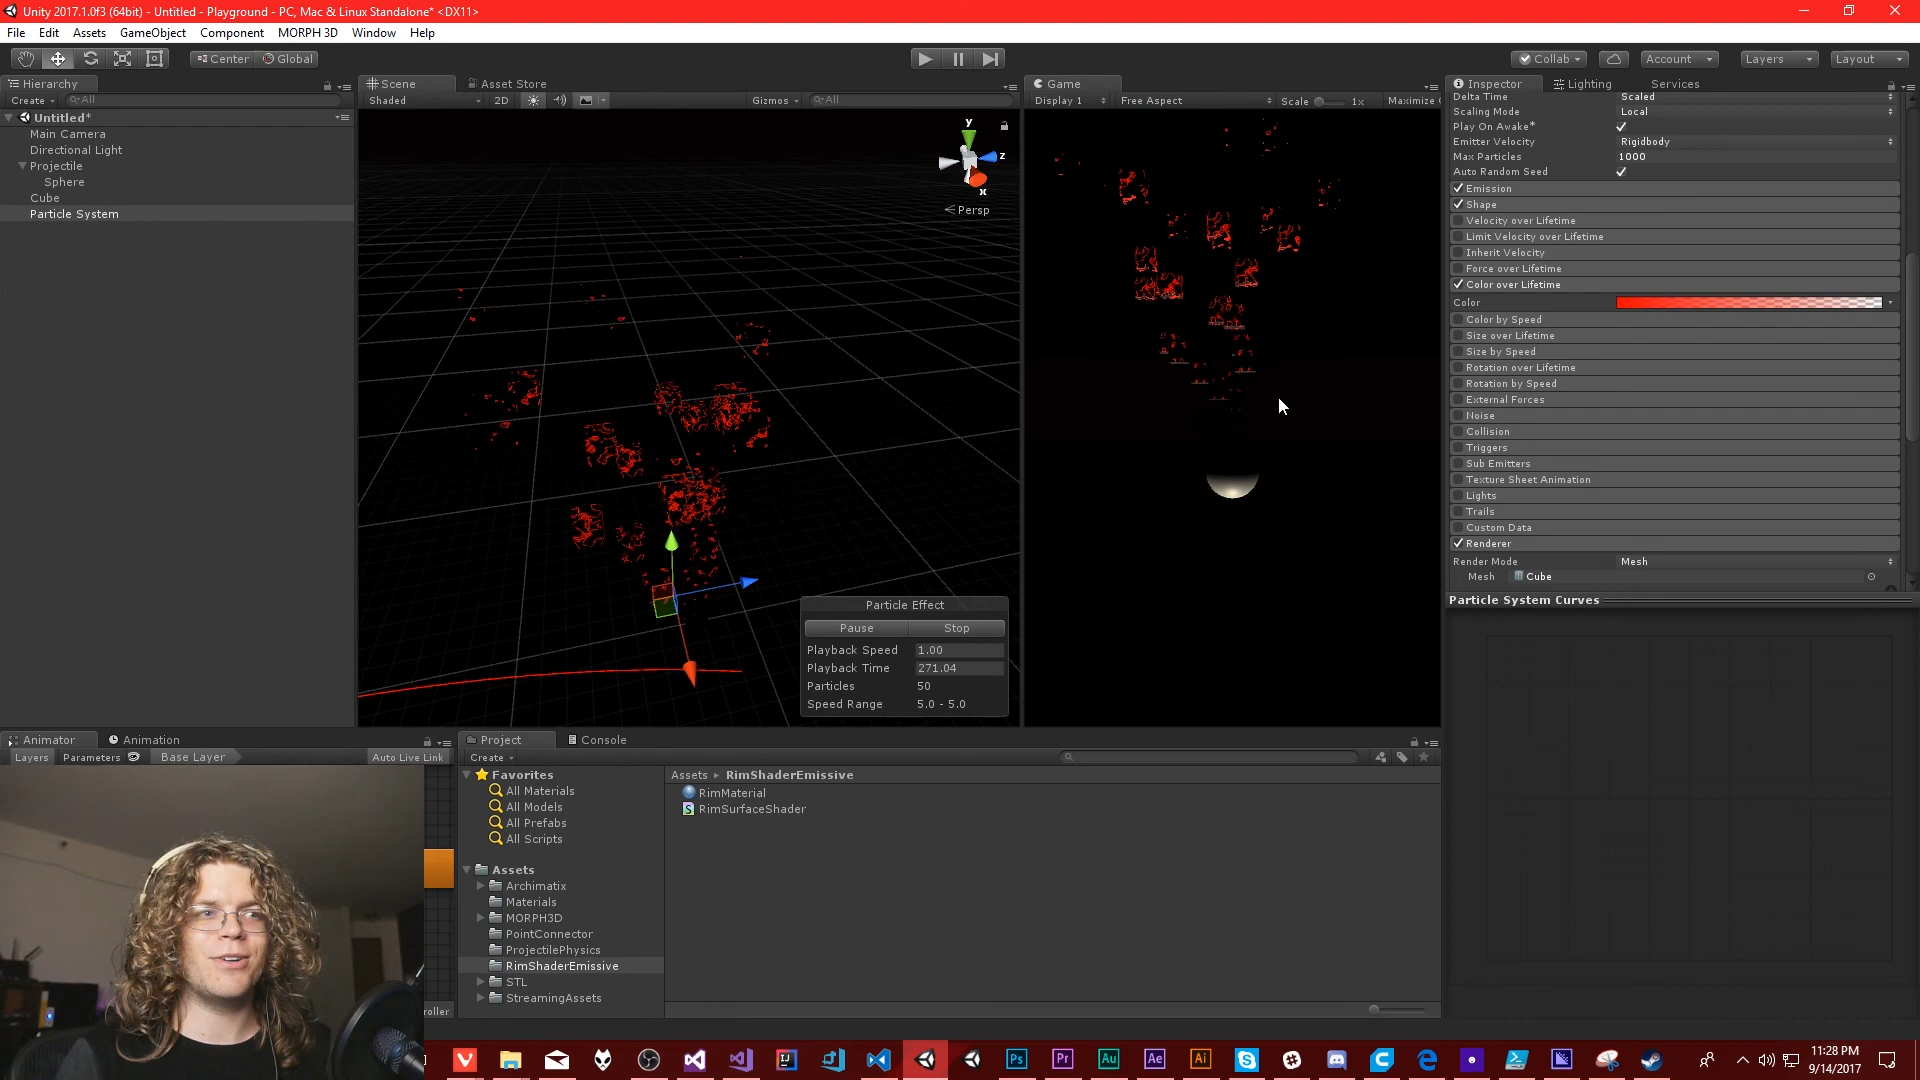 Unity 2017.1.0f3 (64bit) - Untitled - Playground - PC, Mac & Linux Standalone* <DX11>
File Edit Assets GameObject Component MORPH 3D Window Help
Center Global Collab Account Layers Layout
Hierarchy
Create All
Untitled*
Main Camera
Directional Light
Projectile
Sphere
Cube
Particle System
Scene Asset Store
Shaded 2D Gizmos All
y
z
x
Persp
Particle Effect
Pause Stop
Playback Speed 1.00
Playback Time 271.04
Particles 50
Speed Range 5.0 - 5.0
Game
Display 1 Free Aspect Scale 1x Maximize
Inspector Lighting Services
Delta Time Scaled
Scaling Mode Local
Play On Awake*
Emitter Velocity Rigidbody
Max Particles 1000
Auto Random Seed
Emission
Shape
Velocity over Lifetime
Limit Velocity over Lifetime
Inherit Velocity
Force over Lifetime
Color over Lifetime
Color
Color by Speed
Size over Lifetime
Size by Speed
Rotation over Lifetime
Rotation by Speed
External Forces
Noise
Collision
Triggers
Sub Emitters
Texture Sheet Animation
Lights
Trails
Custom Data
Renderer
Render Mode Mesh
Mesh Cube
Particle System Curves
Animator Animation
Layers Parameters Base Layer Auto Live Link
Project Console
Create
Favorites
All Materials
All Models
All Prefabs
All Scripts
Assets
Archimatix
Materials
MORPH3D
PointConnector
ProjectilePhysics
RimShaderEmissive
STL
StreamingAssets
Assets ▸ RimShaderEmissive
RimMaterial
RimSurfaceShader
oller
Ps Pr Au Ae Ai
11:28 PM
9/14/2017